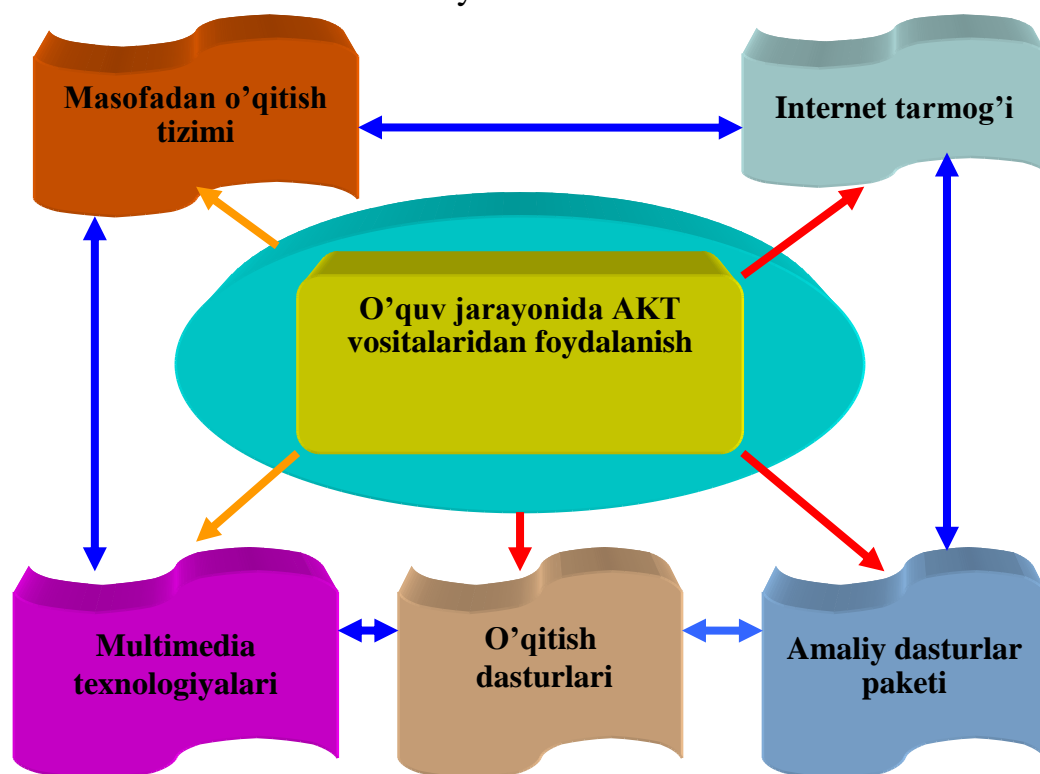 Masofadan o’qitish
tizimi
Internet tarmog’i
O’quv jarayonida AKT
vositalaridan foydalanish
Multimedia
texnologiyalari
O’qitish
dasturlari
Amaliy dasturlar
paketi